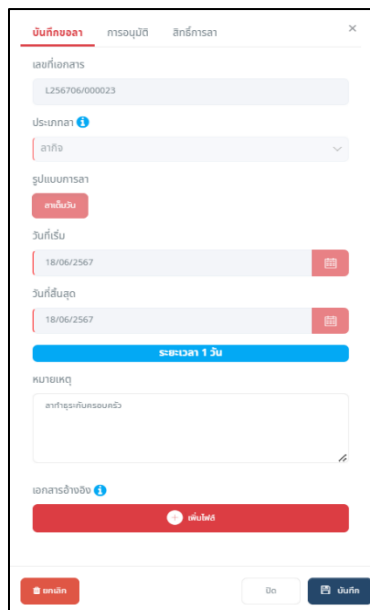 บันทึกขอลา การอนุมัติ สิทธิ์การลา
เลขที่เอกสาร
L256706/000023
ประเภทลา
ลากิจ
รูปแบบการลา
ลาเต็มวัน
วันที่เริ่ม
18/06/2567
วันที่สิ้นสุด
18/06/2567
ระยะเวลา 1 วัน
หมายเหตุ
ลาทำธุระกับครอบครัว
เอกสารอ้างอิง
เพิ่มไฟล์
ยกเลิก ปิด บันทึก